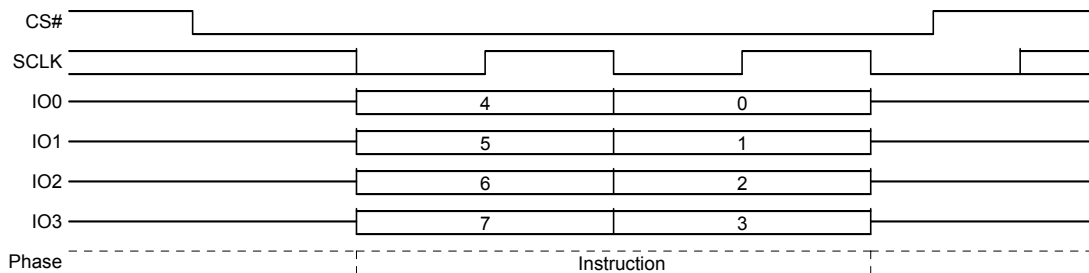 CS#
SCLK
IO0 4 0
IO1 5 1
IO2 6 2
IO3 7 3
Phase Instruction